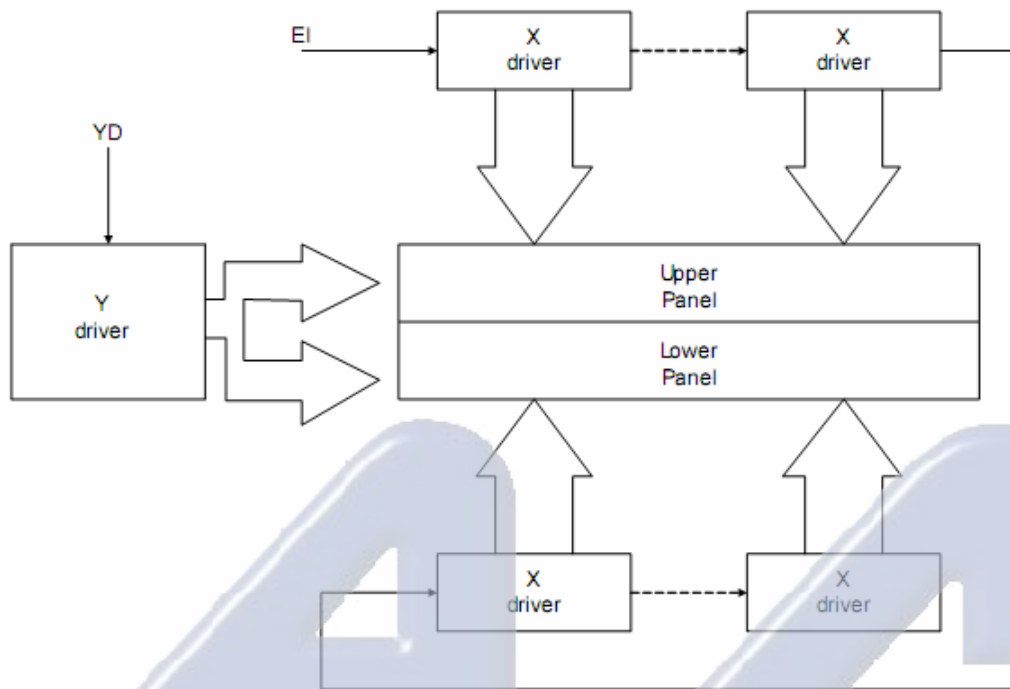 EI
X
driver
X
driver
YD
Y
driver
Upper
Panel
Lower
Panel
X
driver
X
driver